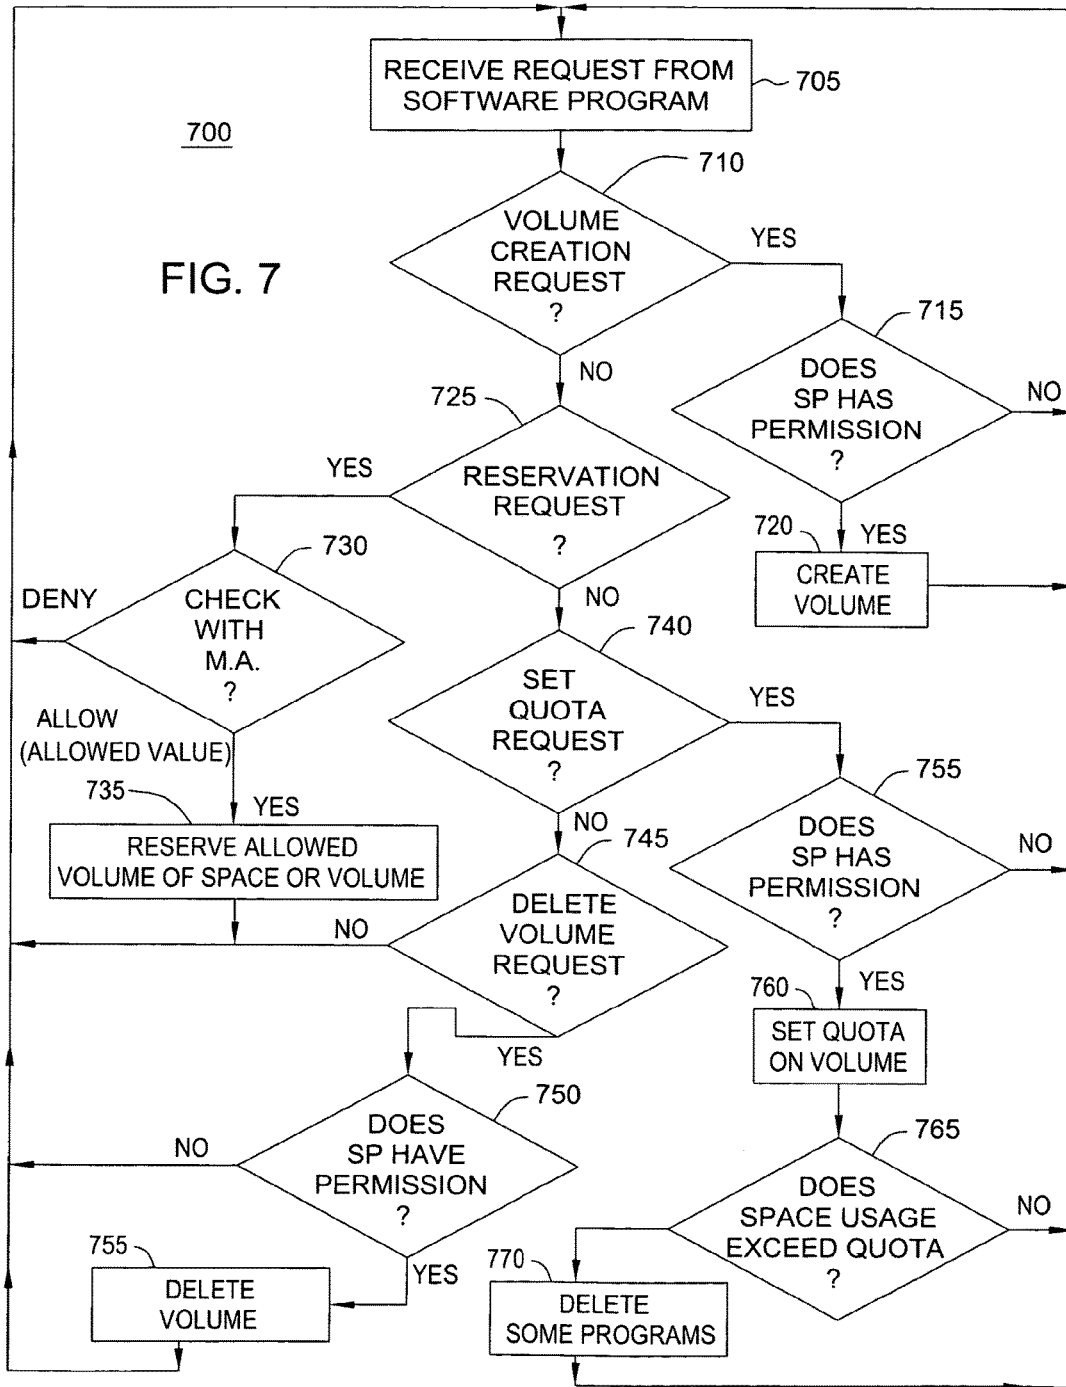 RECEIVE REQUEST FROM
SOFTWARE PROGRAM
705
700
710
VOLUME
CREATION
REQUEST
?
YES
FIG. 7
715
NO
DOES
SP HAS
PERMISSION
?
NO
725
YES
RESERVATION
REQUEST
?
720
YES
CREATE
VOLUME
730
DENY
CHECK
WITH
M.A.
?
NO
740
SET
QUOTA
REQUEST
?
YES
ALLOW
(ALLOWED VALUE)
755
735
YES
RESERVE ALLOWED
VOLUME OF SPACE OR VOLUME
NO
745
DOES
SP HAS
PERMISSION
?
NO
NO
DELETE
VOLUME
REQUEST
?
YES
760
YES
SET QUOTA
ON VOLUME
750
NO
DOES
SP HAVE
PERMISSION
?
765
DOES
SPACE USAGE
EXCEED QUOTA
?
NO
755
YES
DELETE
VOLUME
770
DELETE
SOME PROGRAMS